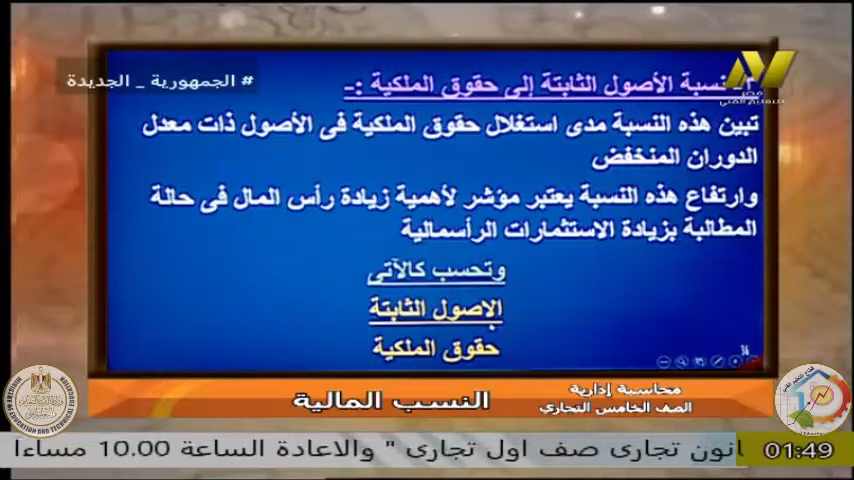 # الجمهورية _ الجديدة
نسبة الأصول الثابتة إلى حقوق الملكية :-
تبين هذه النسبة مدى استغلال حقوق الملكية فى الأصول ذات معدل
الدوران المنخفض
وارتفاع هذه النسبة يعتبر مؤشر لأهمية زيادة رأس المال فى حالة
المطالبة بزيادة الاستثمارات الرأسمالية
وتحسب كالآتى
الاصول الثابتة
حقوق الملكية
محاسبة إدارية
الصف الخامس التجاري
النسب المالية
انون تجارى صف اول تجارى " والاعادة الساعة 10.00 مساءا
01:49